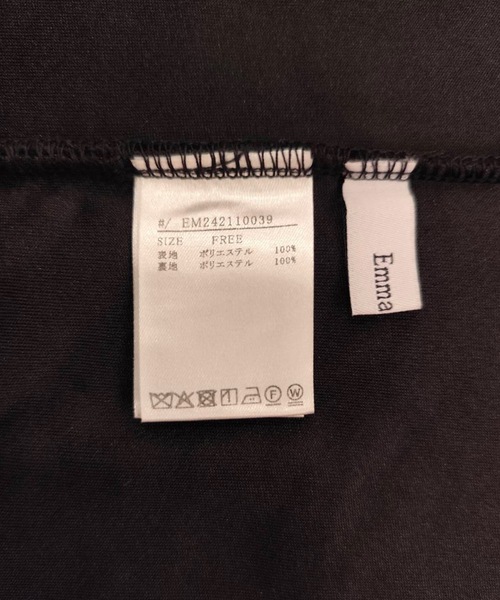 #/ EM242110039
SIZE FREE
表地 ポリエステル 100%
裏地 ポリエステル 100%
F W
Emma